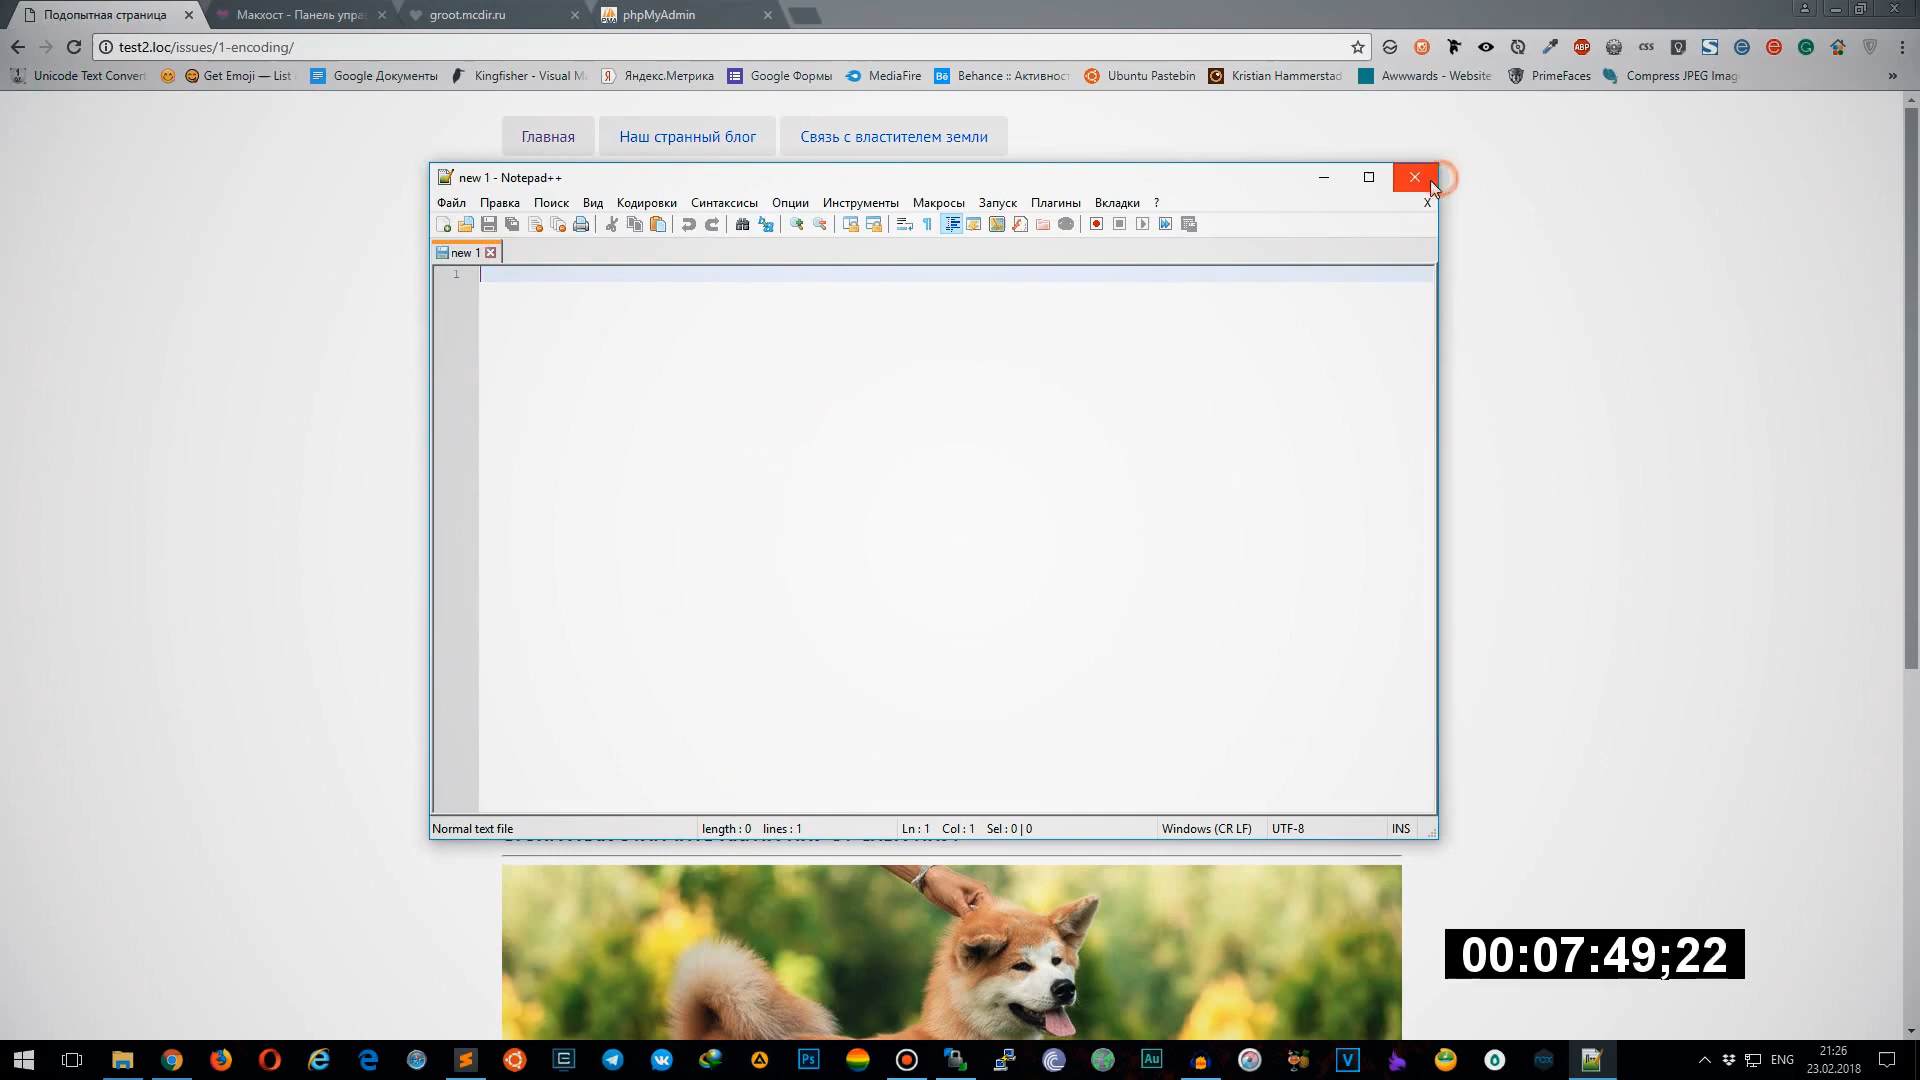 Подопытная страница
Макхост - Панель упра
groot.mcdir.ru
phpMyAdmin
test2.loc/issues/1-encoding/
Unicode Text Convert
Get Emoji — List
Google Документы
Kingfisher - Visual M
Яндекс.Метрика
Google Формы
MediaFire
Behance :: Активност
Ubuntu Pastebin
Kristian Hammerstad
Awwwards - Website
PrimeFaces
Compress JPEG Imag
Главная
Наш странный блог
Связь с властителем земли
new 1 - Notepad++
Файл Правка Поиск Вид Кодировки Синтаксисы Опции Инструменты Макросы Запуск Плагины Вкладки ? X
new 1
1
Normal text file
length : 0 lines : 1
Ln : 1 Col : 1 Sel : 0 | 0
Windows (CR LF)
UTF-8
INS
00:07:49;22
ENG
21:26
23.02.2018